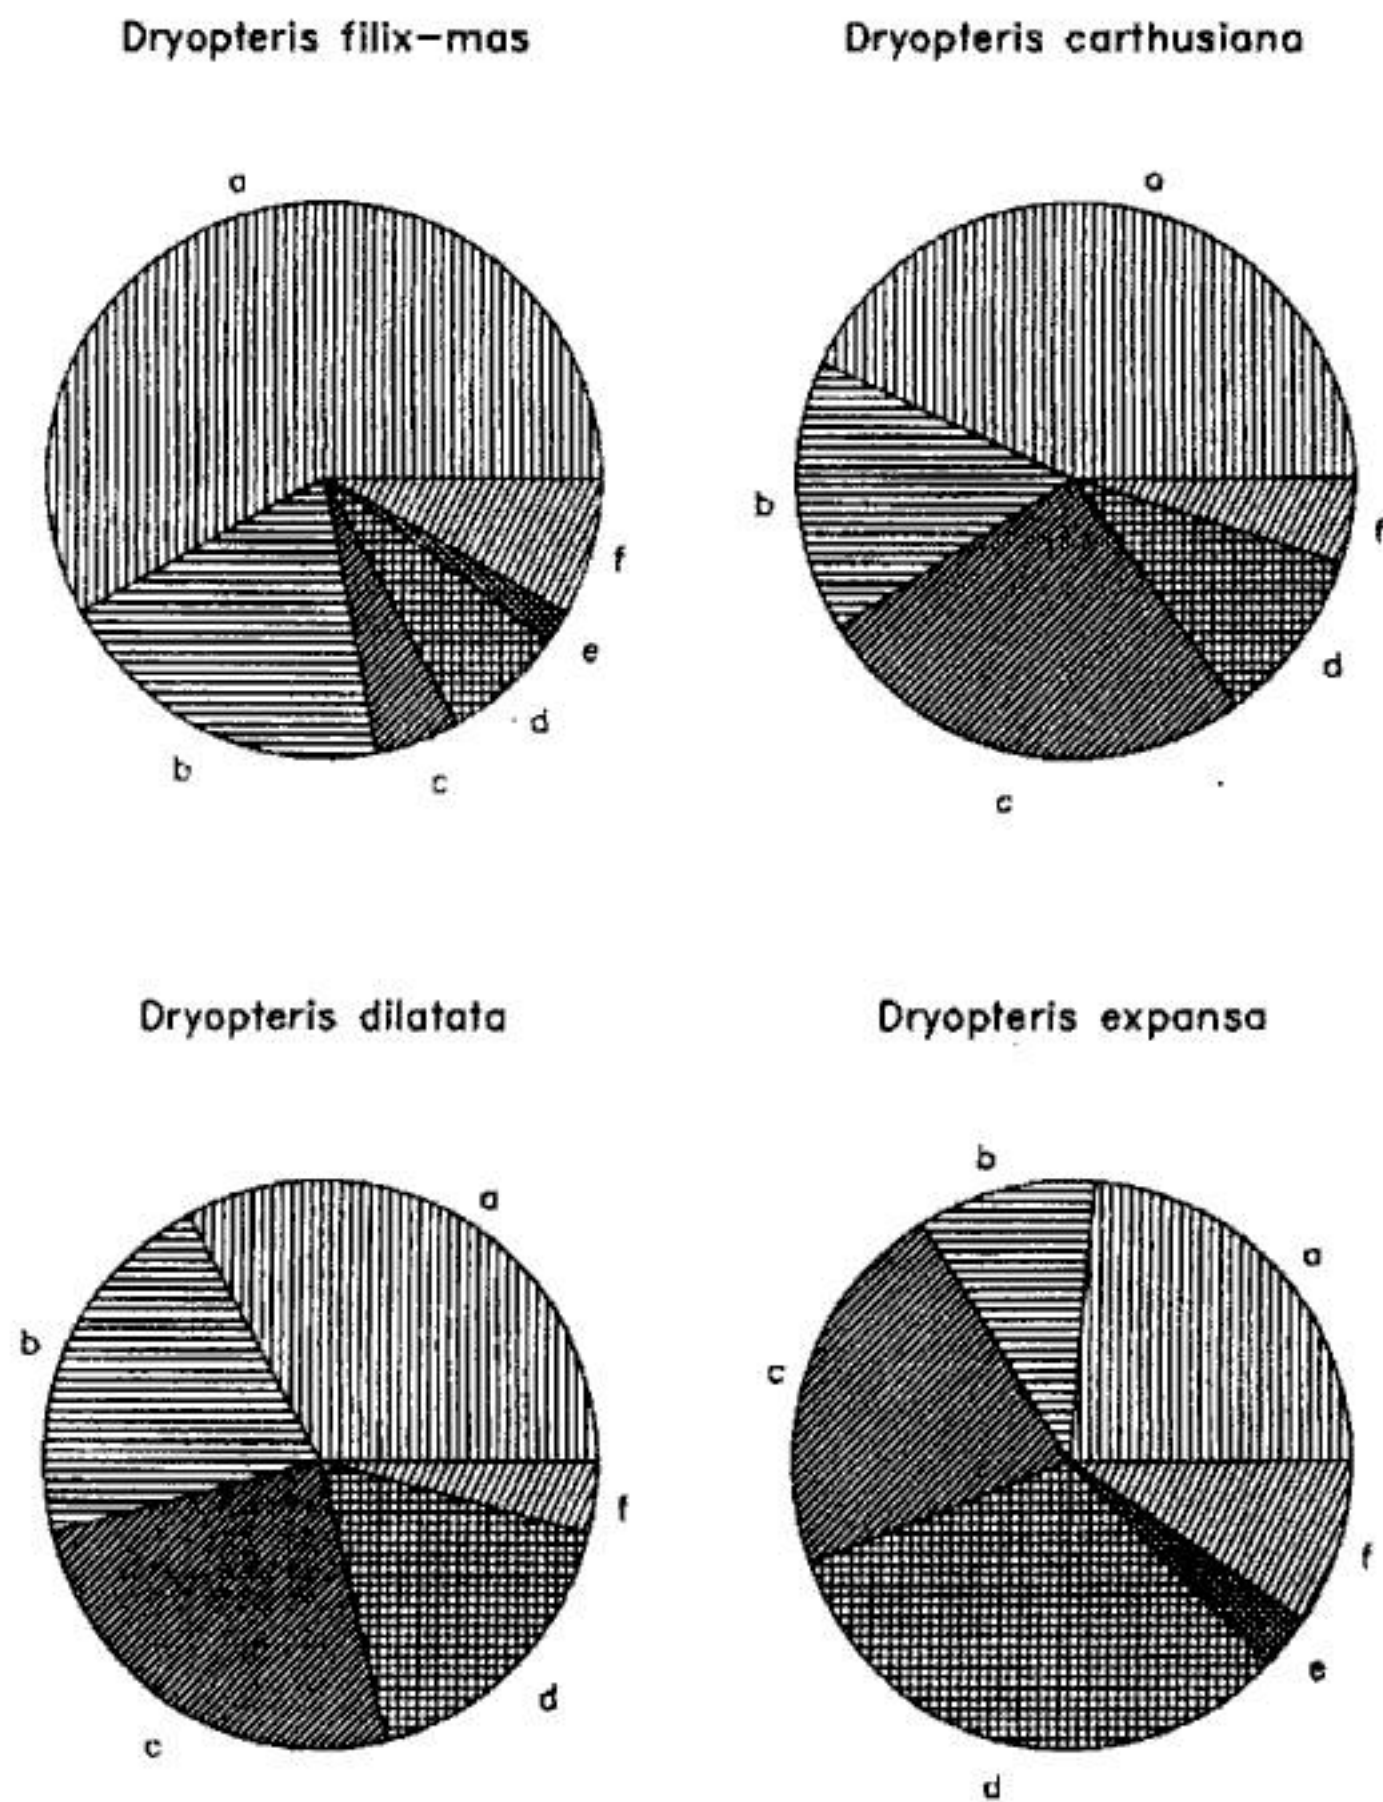 Dryopteris filix-mas
a
b
c
d
e
f
Dryopteris carthusiana
a
b
c
d
f
Dryopteris dilatata
a
b
c
d
f
Dryopteris expansa
a
b
c
d
e
f